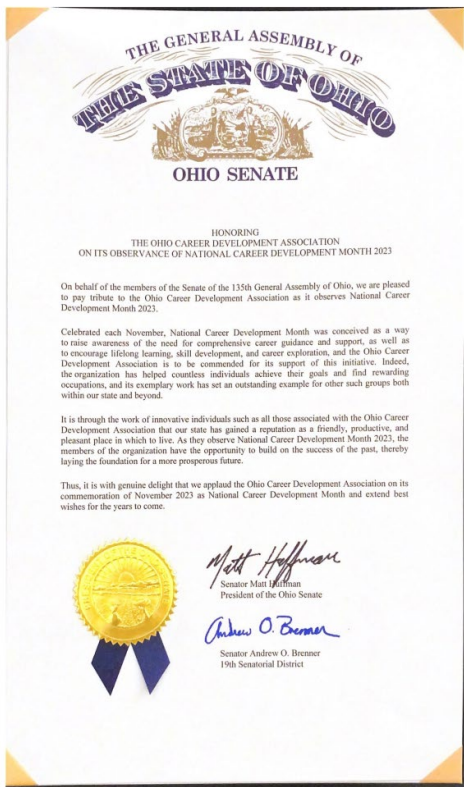 THE GENERAL ASSEMBLY OF
THE STATE OF OHIO
OHIO SENATE
HONORING
THE OHIO CAREER DEVELOPMENT ASSOCIATION
ON ITS OBSERVANCE OF NATIONAL CAREER DEVELOPMENT MONTH 2023
On behalf of the members of the Senate of the 135th General Assembly of Ohio, we are pleased
to pay tribute to the Ohio Career Development Association as it observes National Career
Development Month 2023.
Celebrated each November, National Career Development Month was conceived as a way
to raise awareness of the need for comprehensive career guidance and support, as well as
to encourage lifelong learning, skill development, and career exploration, and the Ohio Career
Development Association is to be commended for its support of this initiative. Indeed,
the organization has helped countless individuals achieve their goals and find rewarding
occupations, and its exemplary work has set an outstanding example for other such groups both
within our state and beyond.
It is through the work of innovative individuals such as all those associated with the Ohio Career
Development Association that our state has gained a reputation as a friendly, productive, and
pleasant place in which to live. As they observe National Career Development Month 2023, the
members of the organization have the opportunity to build on the success of the past, thereby
laying the foundation for a more prosperous future.
Thus, it is with genuine delight that we applaud the Ohio Career Development Association on its
commemoration of November 2023 as National Career Development Month and extend best
wishes for the years to come.
Matt Huffman
Senator Matt Huffman
President of the Ohio Senate
Andrew O. Brenner
Senator Andrew O. Brenner
19th Senatorial District